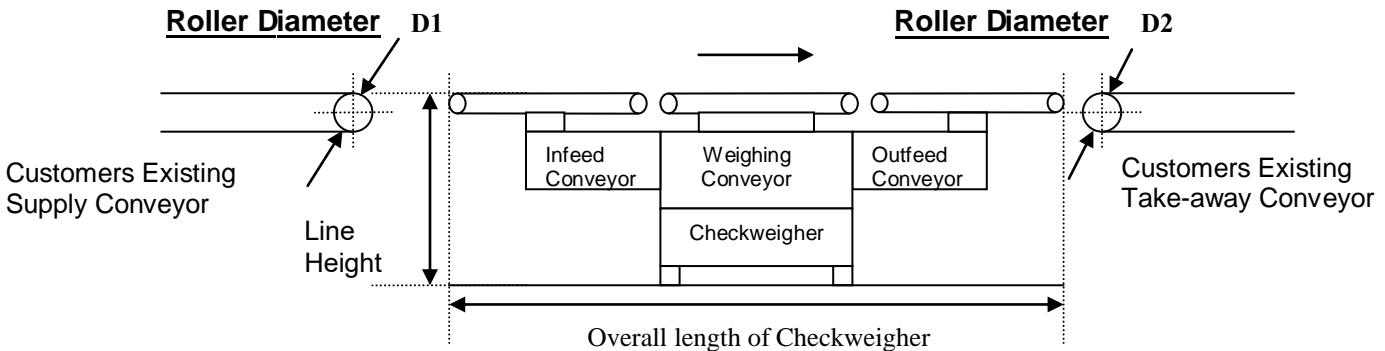 Roller Diameter D1
Roller Diameter D2
Customers Existing
Supply Conveyor
Line
Height
Infeed
Conveyor
Weighing
Conveyor
Outfeed
Conveyor
Checkweigher
Customers Existing
Take-away Conveyor
Overall length of Checkweigher